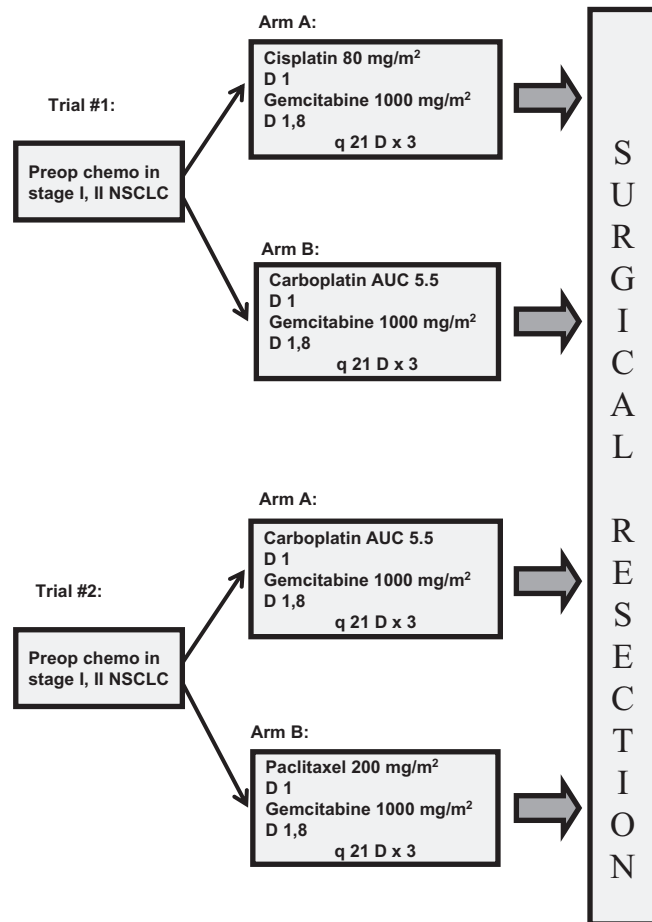 Arm A:
Cisplatin 80 mg/m²
D 1
Gemcitabine 1000 mg/m²
D 1,8
q 21 D x 3
Trial #1:
Preop chemo in
stage I, II NSCLC
Arm B:
Carboplatin AUC 5.5
D 1
Gemcitabine 1000 mg/m²
D 1,8
q 21 D x 3
Arm A:
Carboplatin AUC 5.5
D 1
Gemcitabine 1000 mg/m²
D 1,8
q 21 D x 3
Trial #2:
Preop chemo in
stage I, II NSCLC
Arm B:
Paclitaxel 200 mg/m²
D 1
Gemcitabine 1000 mg/m²
D 1,8
q 21 D x 3
SURGICAL RESECTION